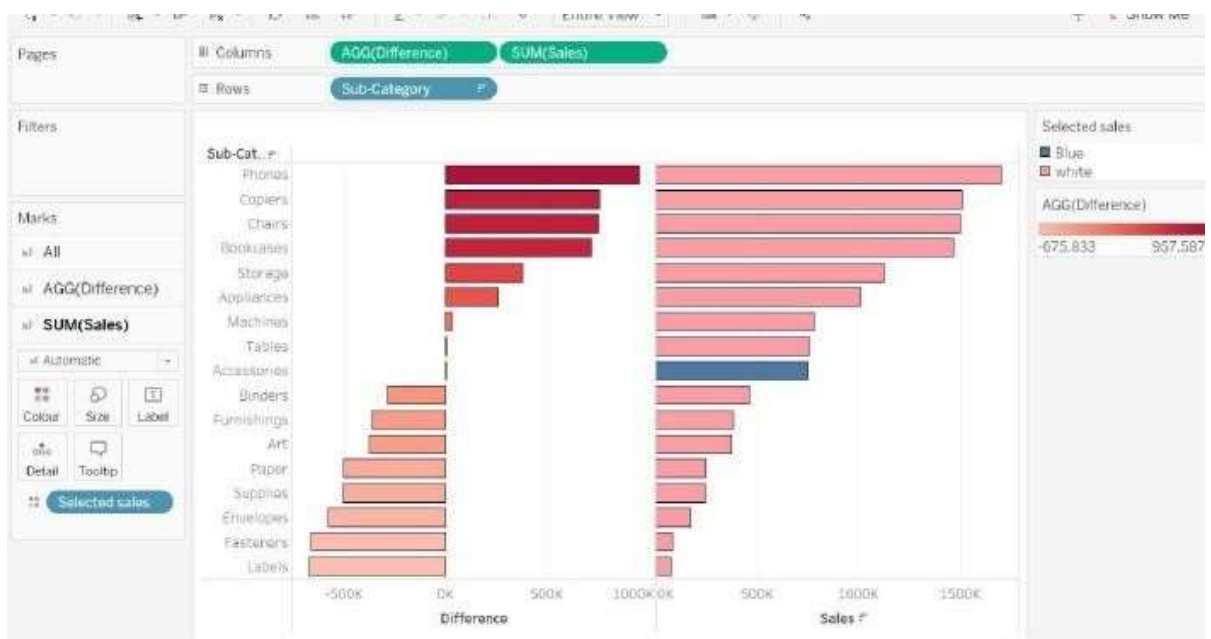 Entire View
Show Me
Pages
Columns
AGG(Difference)
SUM(Sales)
Rows
Sub-Category
Filters
Marks
All
AGG(Difference)
SUM(Sales)
Automatic
Colour
Size
Label
Detail
Tooltip
Selected sales
Sub-Cat..
Phones
Copiers
Chairs
Bookcases
Storage
Appliances
Machines
Tables
Accessories
Binders
Furnishings
Art
Paper
Supplies
Envelopes
Fasteners
Labels
-500K
0K
500K
1000K
0K
500K
1000K
1500K
Difference
Sales
Selected sales
Blue
white
AGG(Difference)
-675,833
957,587